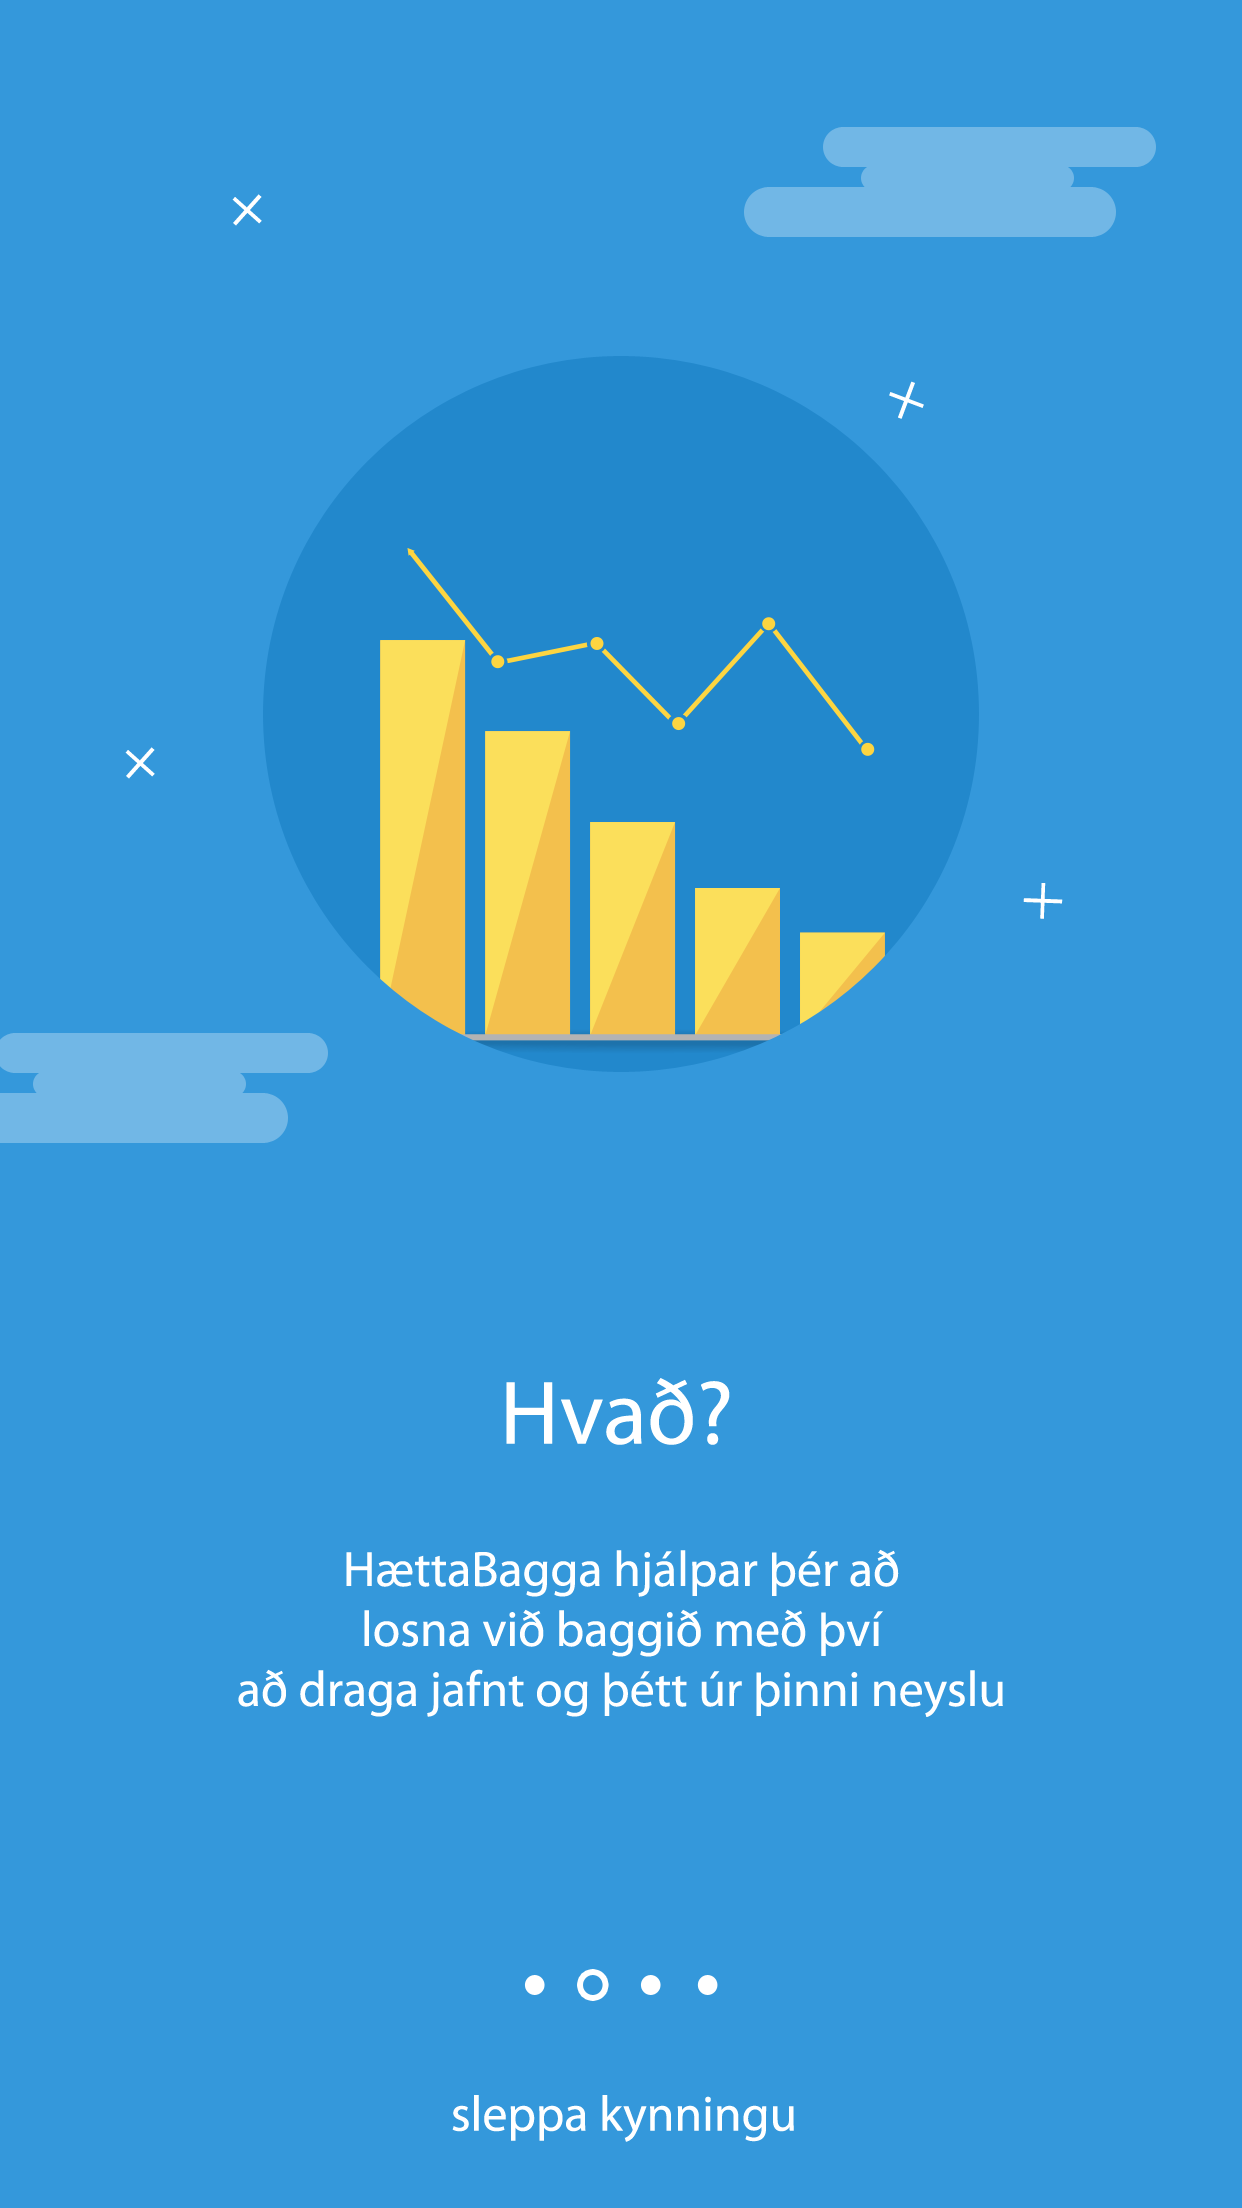 Hvað?
HættaBagga hjálpar þér að
losna við baggið með því
að draga jafnt og þétt úr þinni neyslu
sleppa kynningu